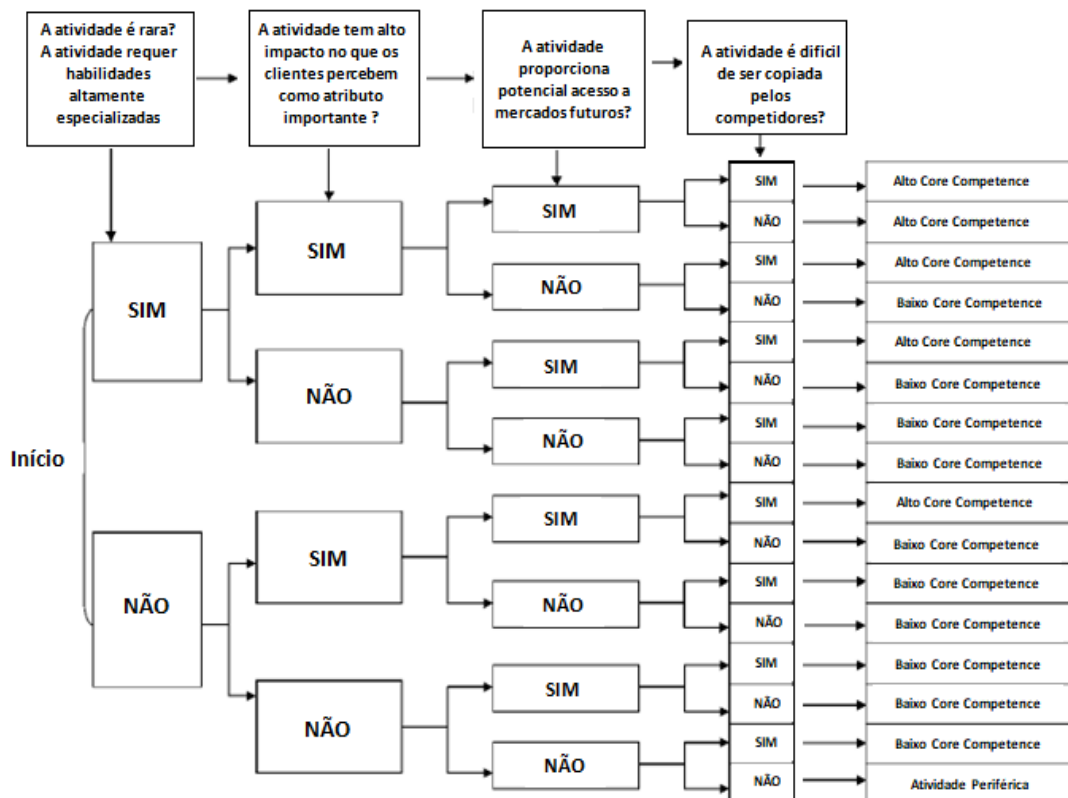 A atividade é rara?
A atividade requer
habilidades
altamente
especializadas
A atividade tem alto
impacto no que os
clientes percebem
como atributo
importante ?
A atividade
proporciona
potencial acesso a
mercados futuros?
A atividade é dificil
de ser copiada
pelos
competidores?
Início
SIM
NÃO
SIM
NÃO
SIM
NÃO
SIM
NÃO
SIM
NÃO
SIM
NÃO
SIM
NÃO
SIM
Alto Core Competence
NÃO
Alto Core Competence
SIM
Alto Core Competence
NÃO
Baixo Core Competence
SIM
Alto Core Competence
NÃO
Baixo Core Competence
SIM
Baixo Core Competence
NÃO
Baixo Core Competence
SIM
Alto Core Competence
NÃO
Baixo Core Competence
SIM
Baixo Core Competence
NÃO
Baixo Core Competence
SIM
Baixo Core Competence
NÃO
Baixo Core Competence
SIM
Baixo Core Competence
NÃO
Atividade Periférica